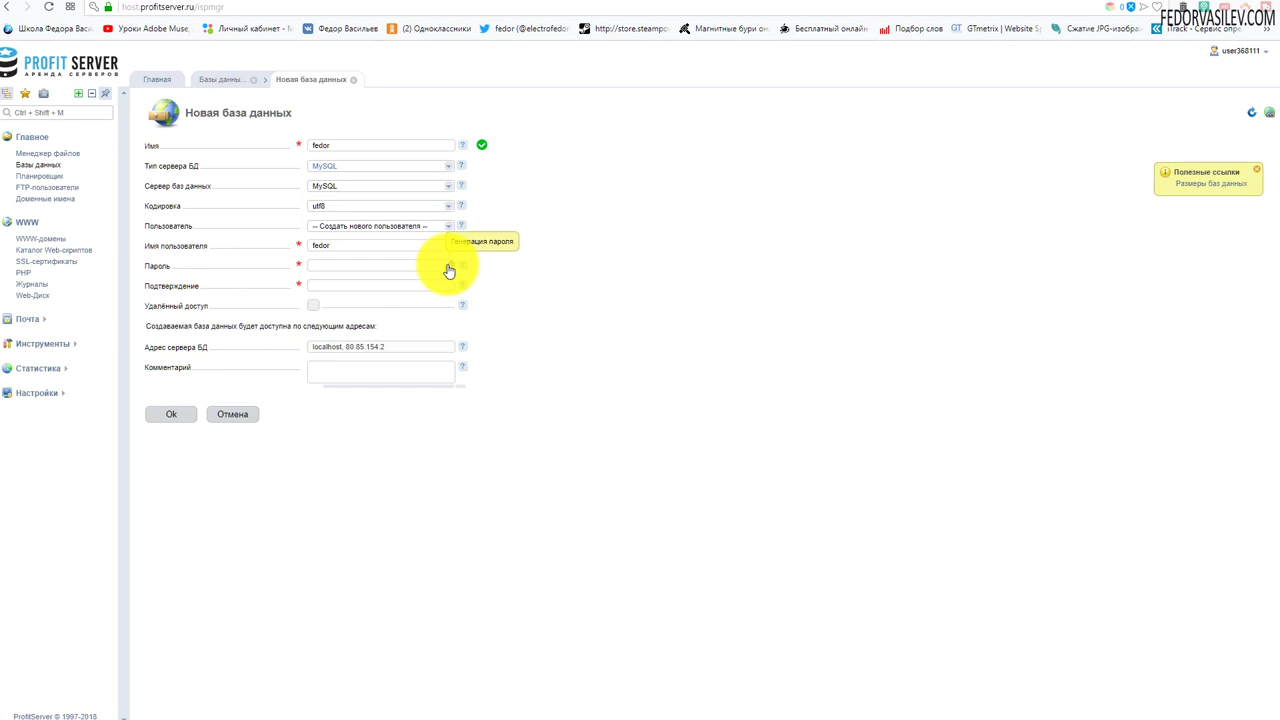 host.profitserver.ru/ispmgr
FEDORVASILEV.COM
Школа Федора Васи.
Уроки Adobe Muse
Личный кабинет -
Федор Васильев
(2) Одноклассники
fedor (@electrofedor
http://store.steampo
Магнитные бури он
Бесплатный онлайн
Подбор слов
GTmetrix | Website S
Сжатие JPG-изображ
iTrack - Сервис опре
user368111
PROFIT SERVER
АРЕНДА СЕРВЕРОВ
Главная
Базы данны...
Новая база данных
Ctrl + Shift + M
Новая база данных
Главное
Менеджер файлов
Базы данных
Планировщик
FTP-пользователи
Доменные имена
WWW
WWW-домены
Каталог Web-скриптов
SSL-сертификаты
PHP
Журналы
Web-Диск
Почта
Инструменты
Статистика
Настройки
Имя * fedor ?
Тип сервера БД MySQL ?
Сервер баз данных MySQL ?
Кодировка utf8 ?
Пользователь -- Создать нового пользователя -- ?
Генерация пароля
Имя пользователя * fedor
Пароль *
Подтверждение *
Удалённый доступ ?
Создаваемая база данных будет доступна по следующим адресам:
Адрес сервера БД localhost, 80.85.154.2 ?
Комментарий ?
Ok Отмена
Полезные ссылки
Размеры баз данных
ProfitServer © 1997-2018